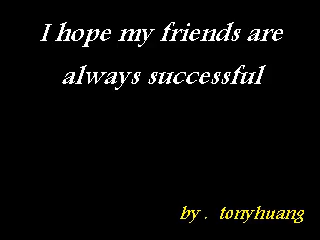 I hope my friends are
always successful
by . tonyhuang